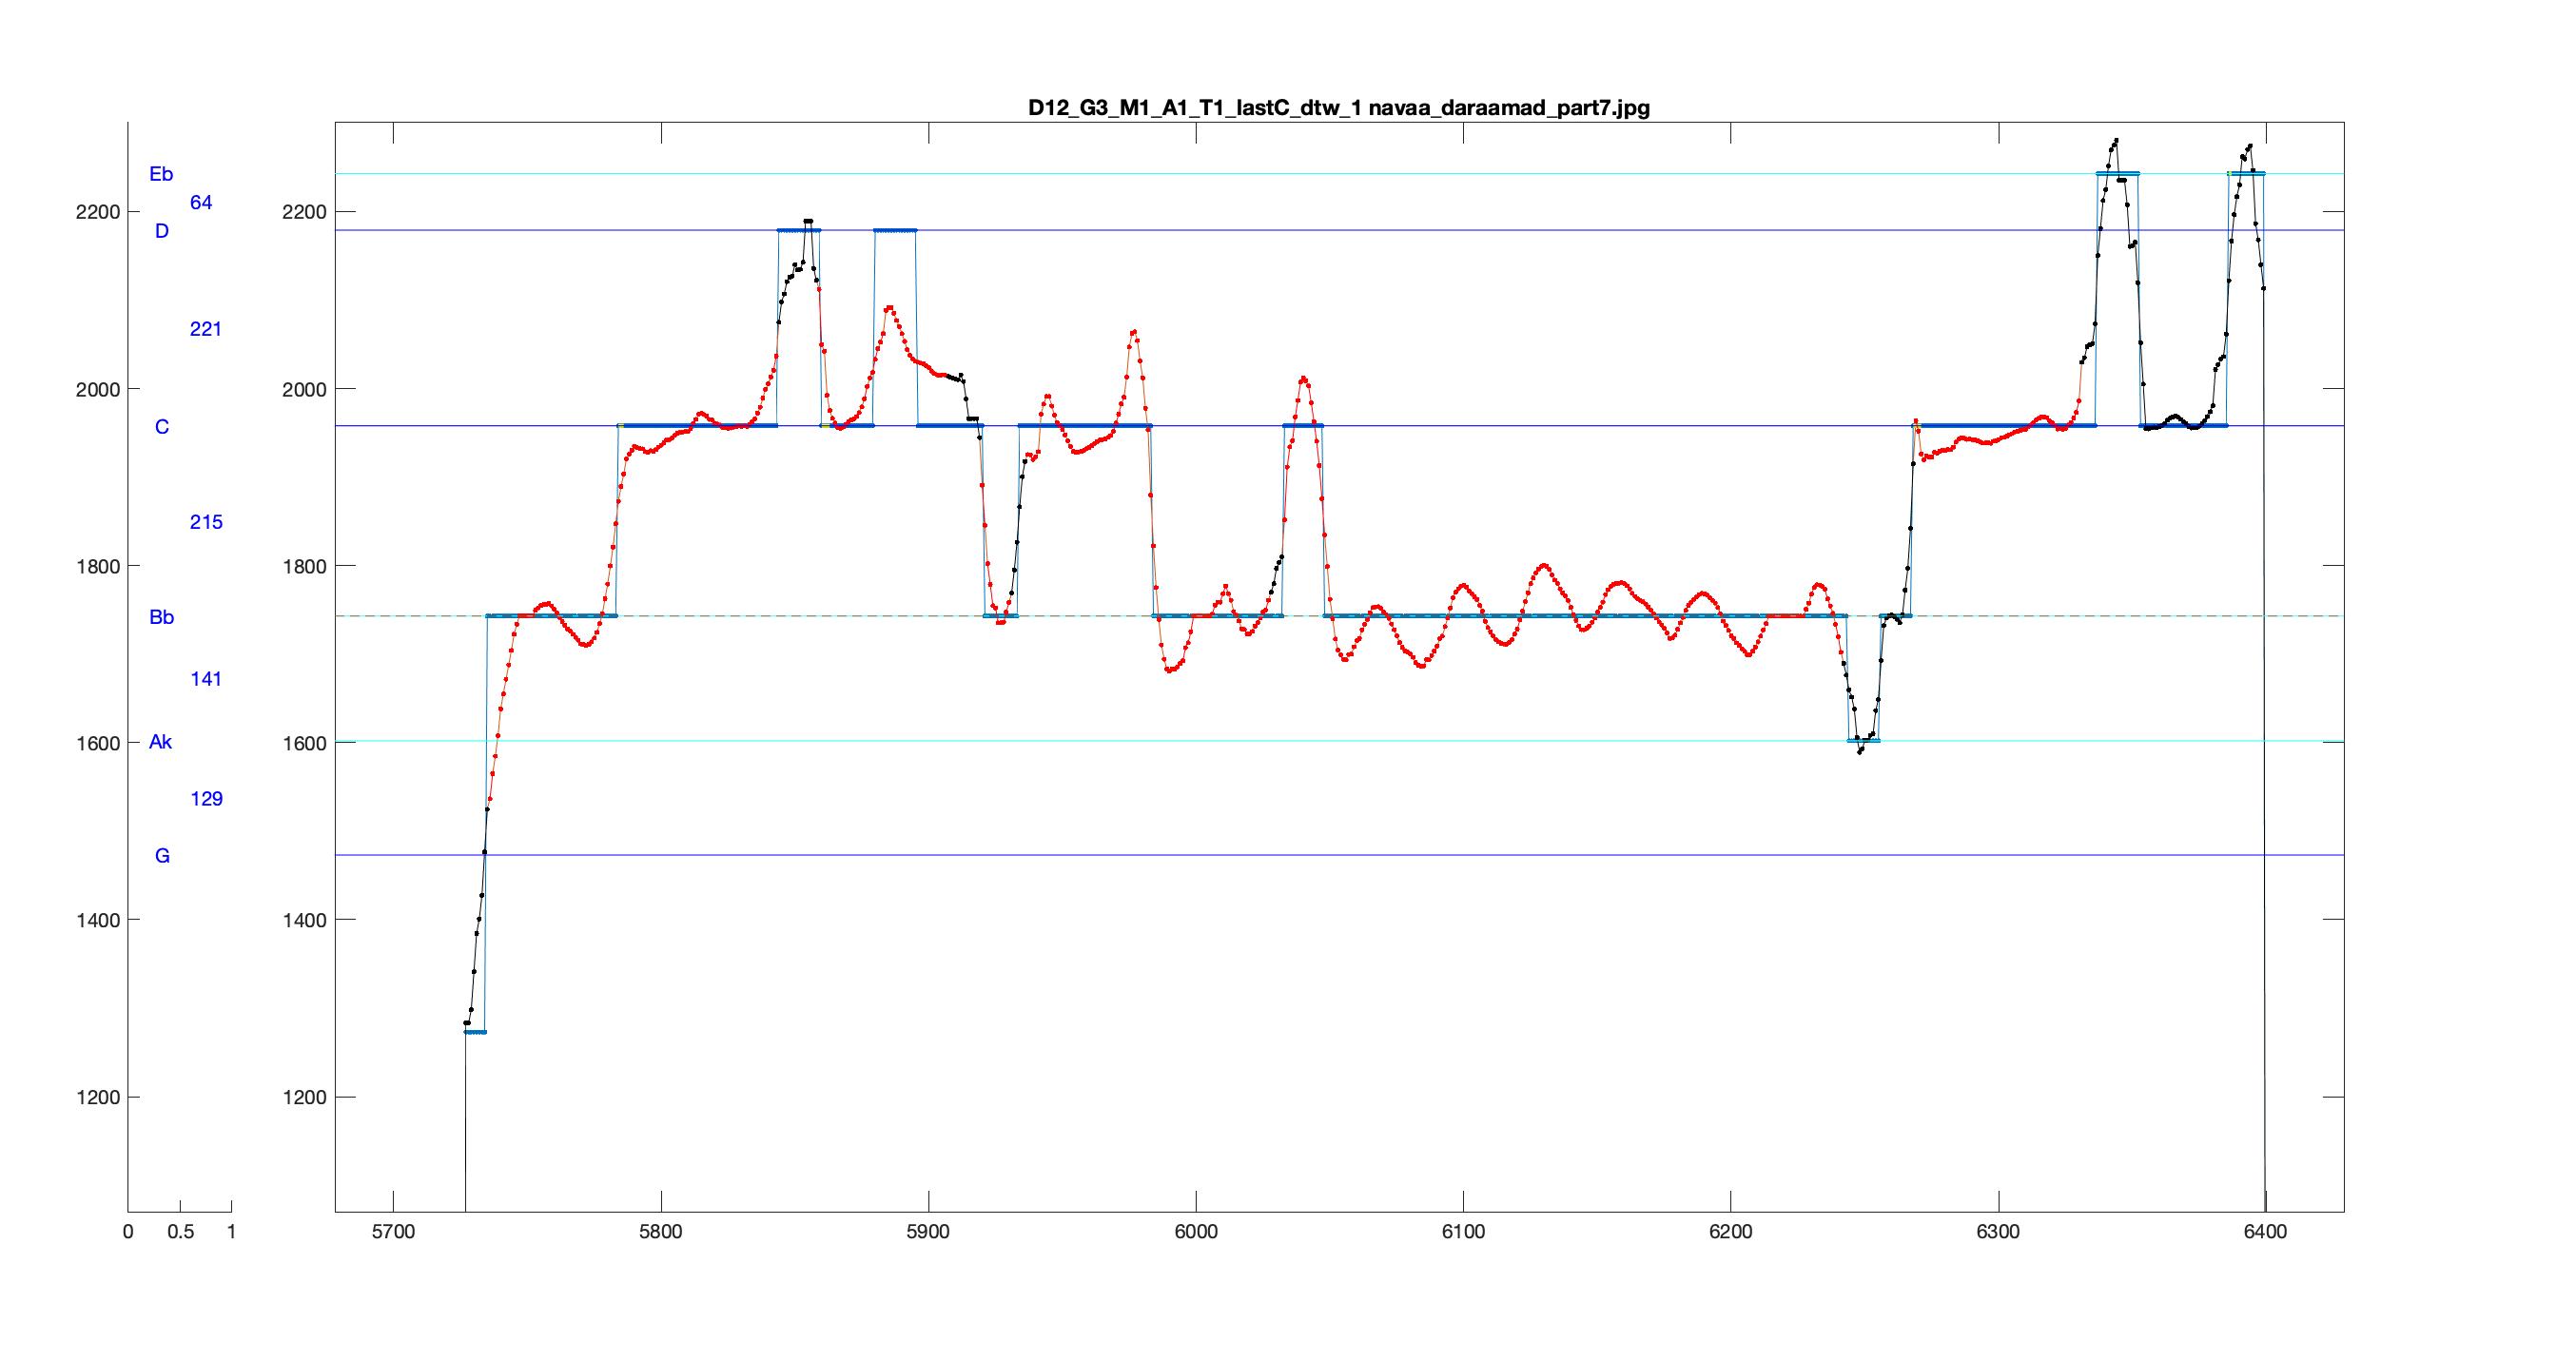 D12_G3_M1_A1_T1_lastC_dtw_1 navaa_daraamad_part7.jpg
Eb
64
2200 2200
D
221
2000 2000
C
215
1800 1800
Bb
141
1600 Ak 1600
129
G
1400 1400
1200 1200
0 0.5 1 5700 5800 5900 6000 6100 6200 6300 6400